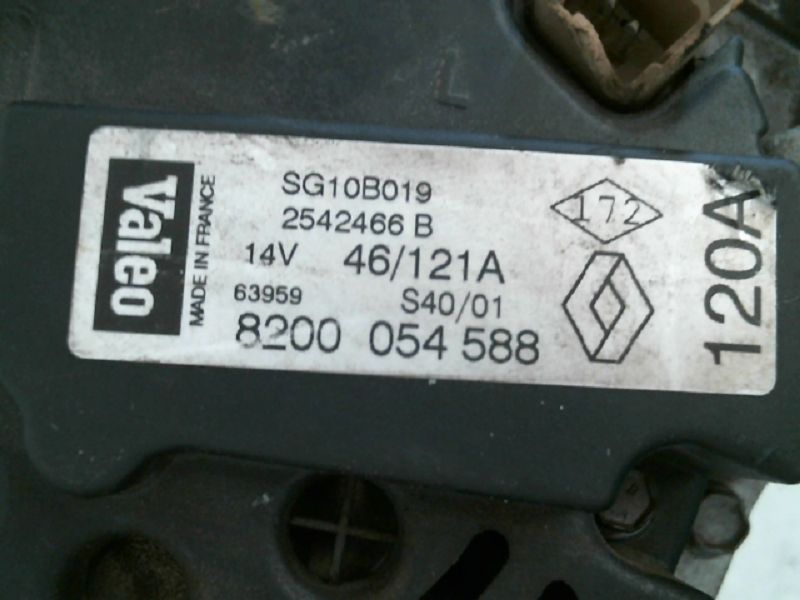 Valeo
MADE IN FRANCE
SG10B019
2542466 B
14V 46/121A
63959 S40/01
8200 054 588
172
120A